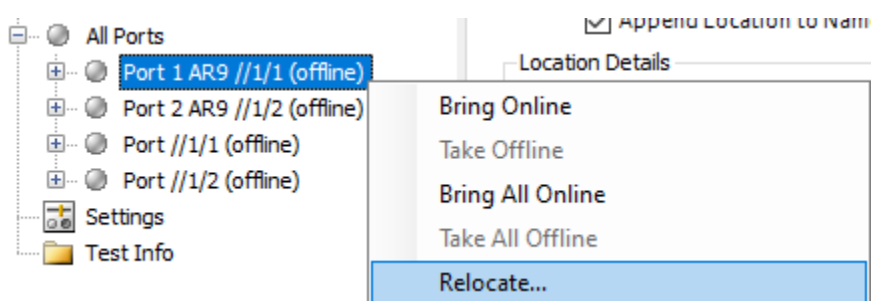 Append Location to Nam
All Ports
Location Details
Port 1 AR9 //1/1 (offline)
Port 2 AR9 //1/2 (offline)
Port //1/1 (offline)
Port //1/2 (offline)
Settings
Test Info
Bring Online
Take Offline
Bring All Online
Take All Offline
Relocate...